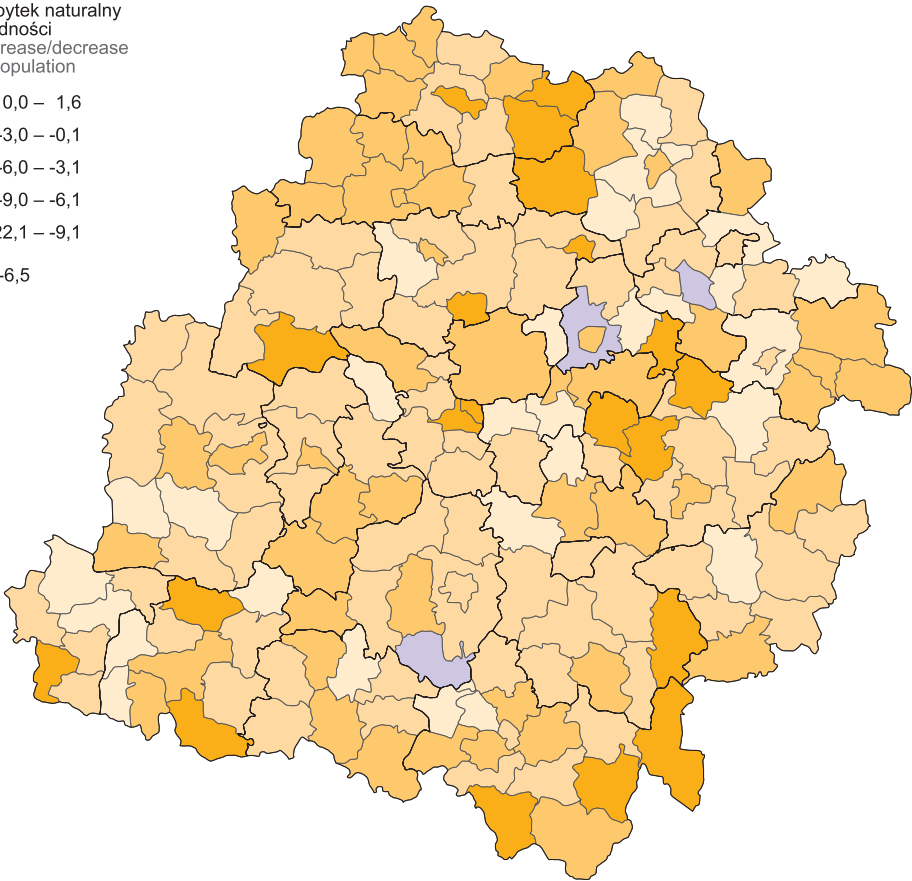 ytek naturalny
dności
rease/decrease
opulation
0,0 – 1,6
-3,0 – -0,1
-6,0 – -3,1
-9,0 – -6,1
22,1 – -9,1
-6,5